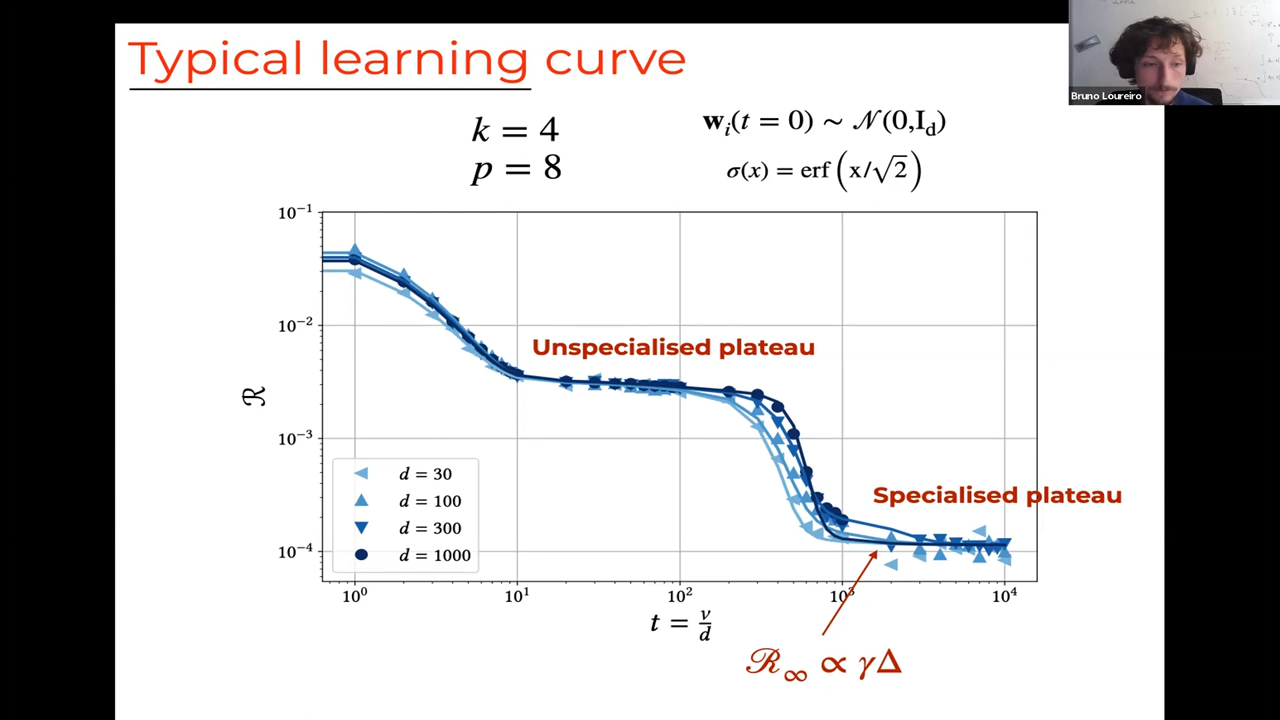 Typical learning curve
Bruno Loureiro
k = 4
p = 8
𝐰ᵢ(t = 0) ~ 𝒩(0,I_d)
σ(x) = erf(x/√2)
10⁻¹
10⁻²
10⁻³
10⁻⁴
ℛ
Unspecialised plateau
Specialised plateau
d = 30
d = 100
d = 300
d = 1000
10⁰ 10¹ 10² 10³ 10⁴
t = ν/d
ℛ_∞ ∝ γΔ